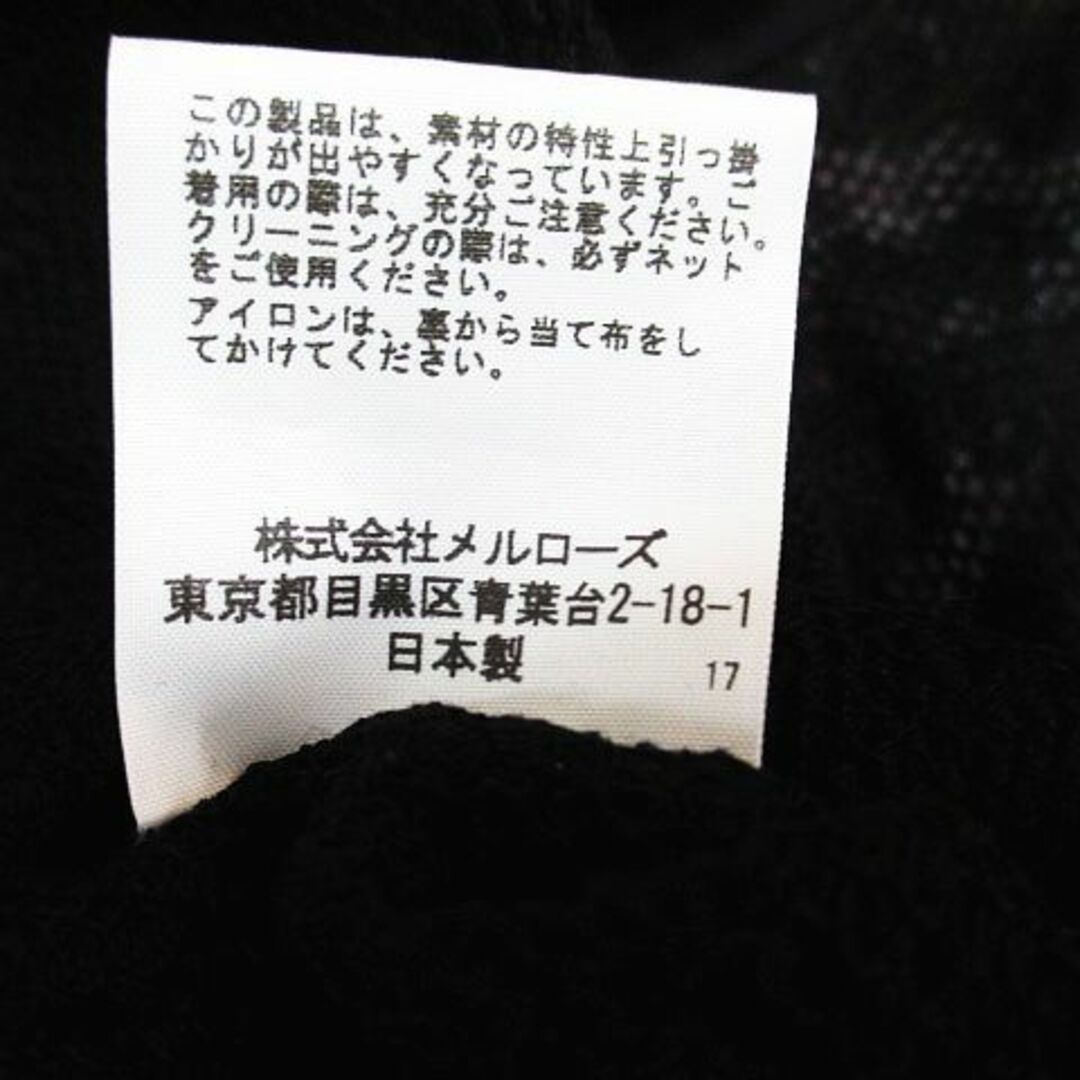 この製品は、素材の特性上引っ掛
かりが出やすくなっています。ご
着用の際は、充分ご注意ください。
クリーニングの際は、必ずネット
をご使用ください。
アイロンは、裏から当て布をし
てかけてください。
株式会社メルローズ
東京都目黒区青葉台2-18-1
日本製
17